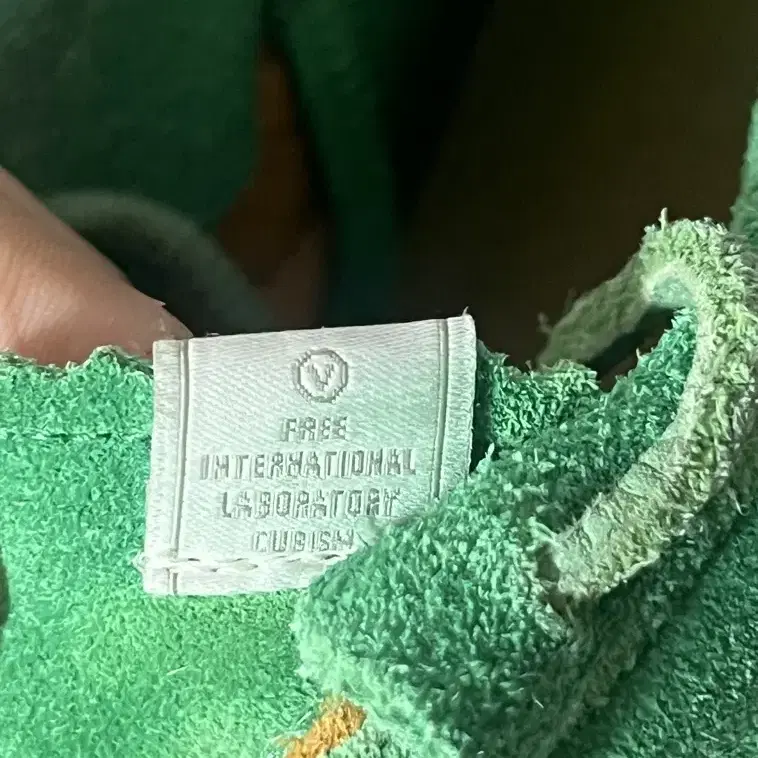 V
FREE
INTERNATIONAL
LABORATORY
CUBISM